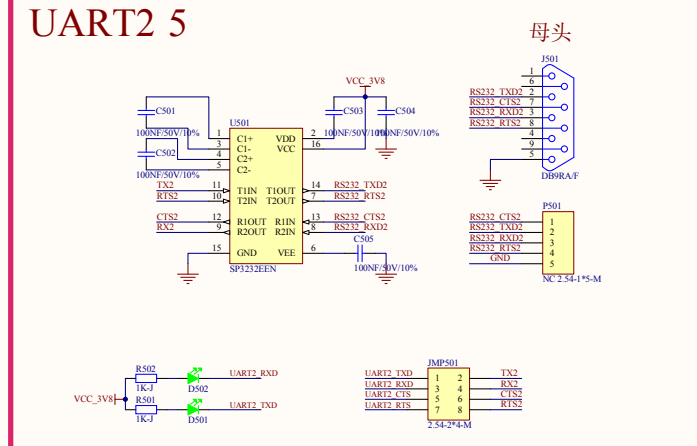 UART2 5
母头
J501
1
6
RS232_TXD2 2
RS232_CTS2 7
RS232_RXD2 3
RS232_RTS2 8
4
9
5
DB9RA/F
VCC_3V8
C501
100NF/50V/10%
C502
100NF/50V/10%
C503
100NF/50V/10%
C504
100NF/50V/10%
U501
1 C1+ VDD 2
3 C1- VCC 16
4 C2+
5 C2-
TX2 11 T1IN T1OUT 14 RS232_TXD2
RTS2 10 T2IN T2OUT 7 RS232_RTS2
CTS2 12 R1OUT R1IN 13 RS232_CTS2
RX2 9 R2OUT R2IN 8 RS232_RXD2
15 GND VEE 6
SP3232EEN
C505
100NF/50V/10%
P501
RS232_CTS2 1
RS232_TXD2 2
RS232_RXD2 3
RS232_RTS2 4
GND 5
NC 2.54-1*5-M
VCC_3V8
R502
1K-J
D502
UART2_RXD
R501
1K-J
D501
UART2_TXD
JMP501
UART2_TXD 1 2 TX2
UART2_RXD 3 4 RX2
UART2_CTS 5 6 CTS2
UART2_RTS 7 8 RTS2
2.54-2*4-M